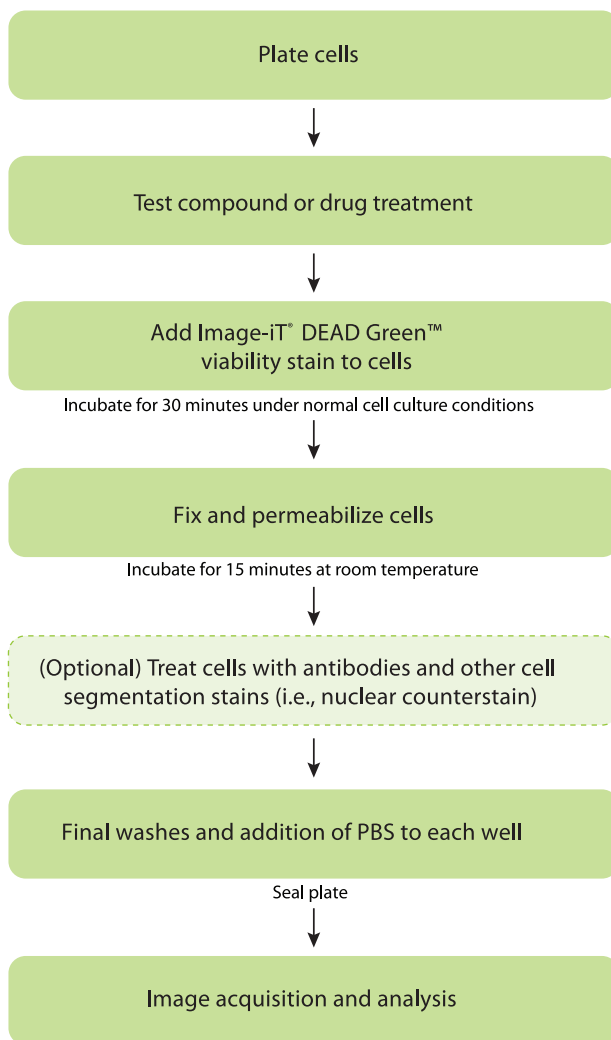 Plate cells
Test compound or drug treatment
Add Image-iT® DEAD Green™
viability stain to cells
Incubate for 30 minutes under normal cell culture conditions
Fix and permeabilize cells
Incubate for 15 minutes at room temperature
(Optional) Treat cells with antibodies and other cell
segmentation stains (i.e., nuclear counterstain)
Final washes and addition of PBS to each well
Seal plate
Image acquisition and analysis